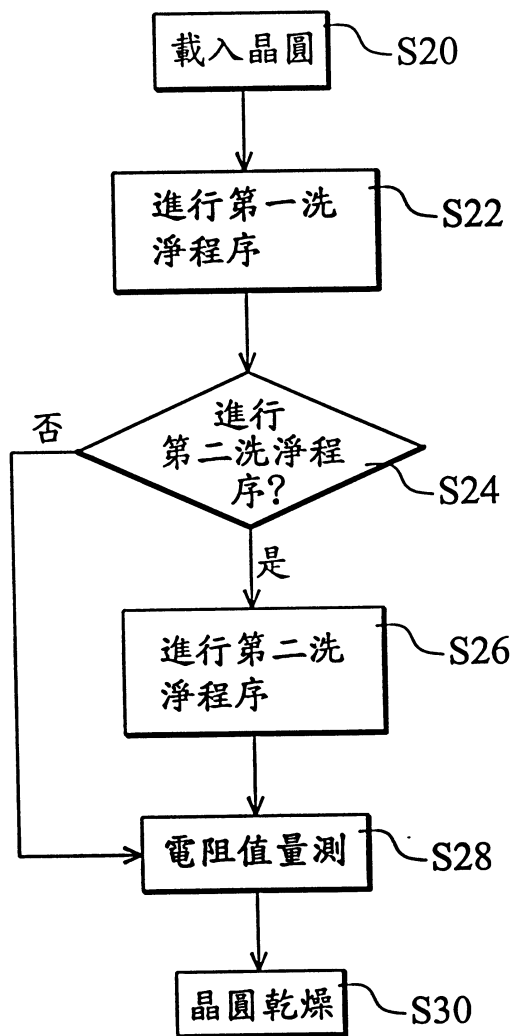 載入晶圓
S20
進行第一洗
淨程序
S22
進行
第二洗淨程
序?
S24
否
是
進行第二洗
淨程序
S26
電阻值量測
S28
晶圓乾燥
S30